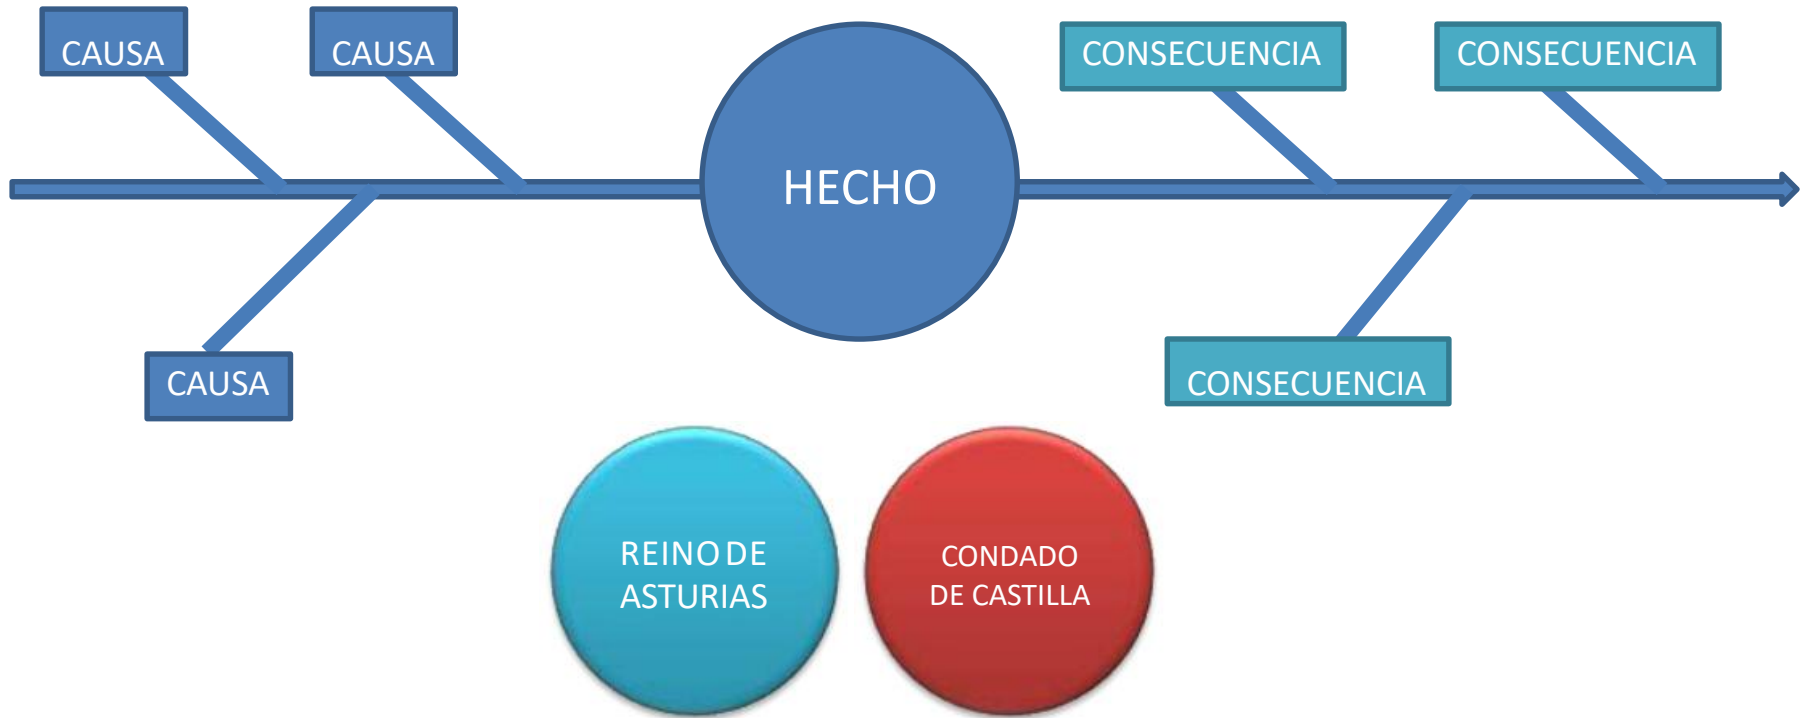 CAUSA
CAUSA
CONSECUENCIA
CONSECUENCIA
HECHO
CAUSA
CONSECUENCIA
REINO DE
ASTURIAS
CONDADO
DE CASTILLA